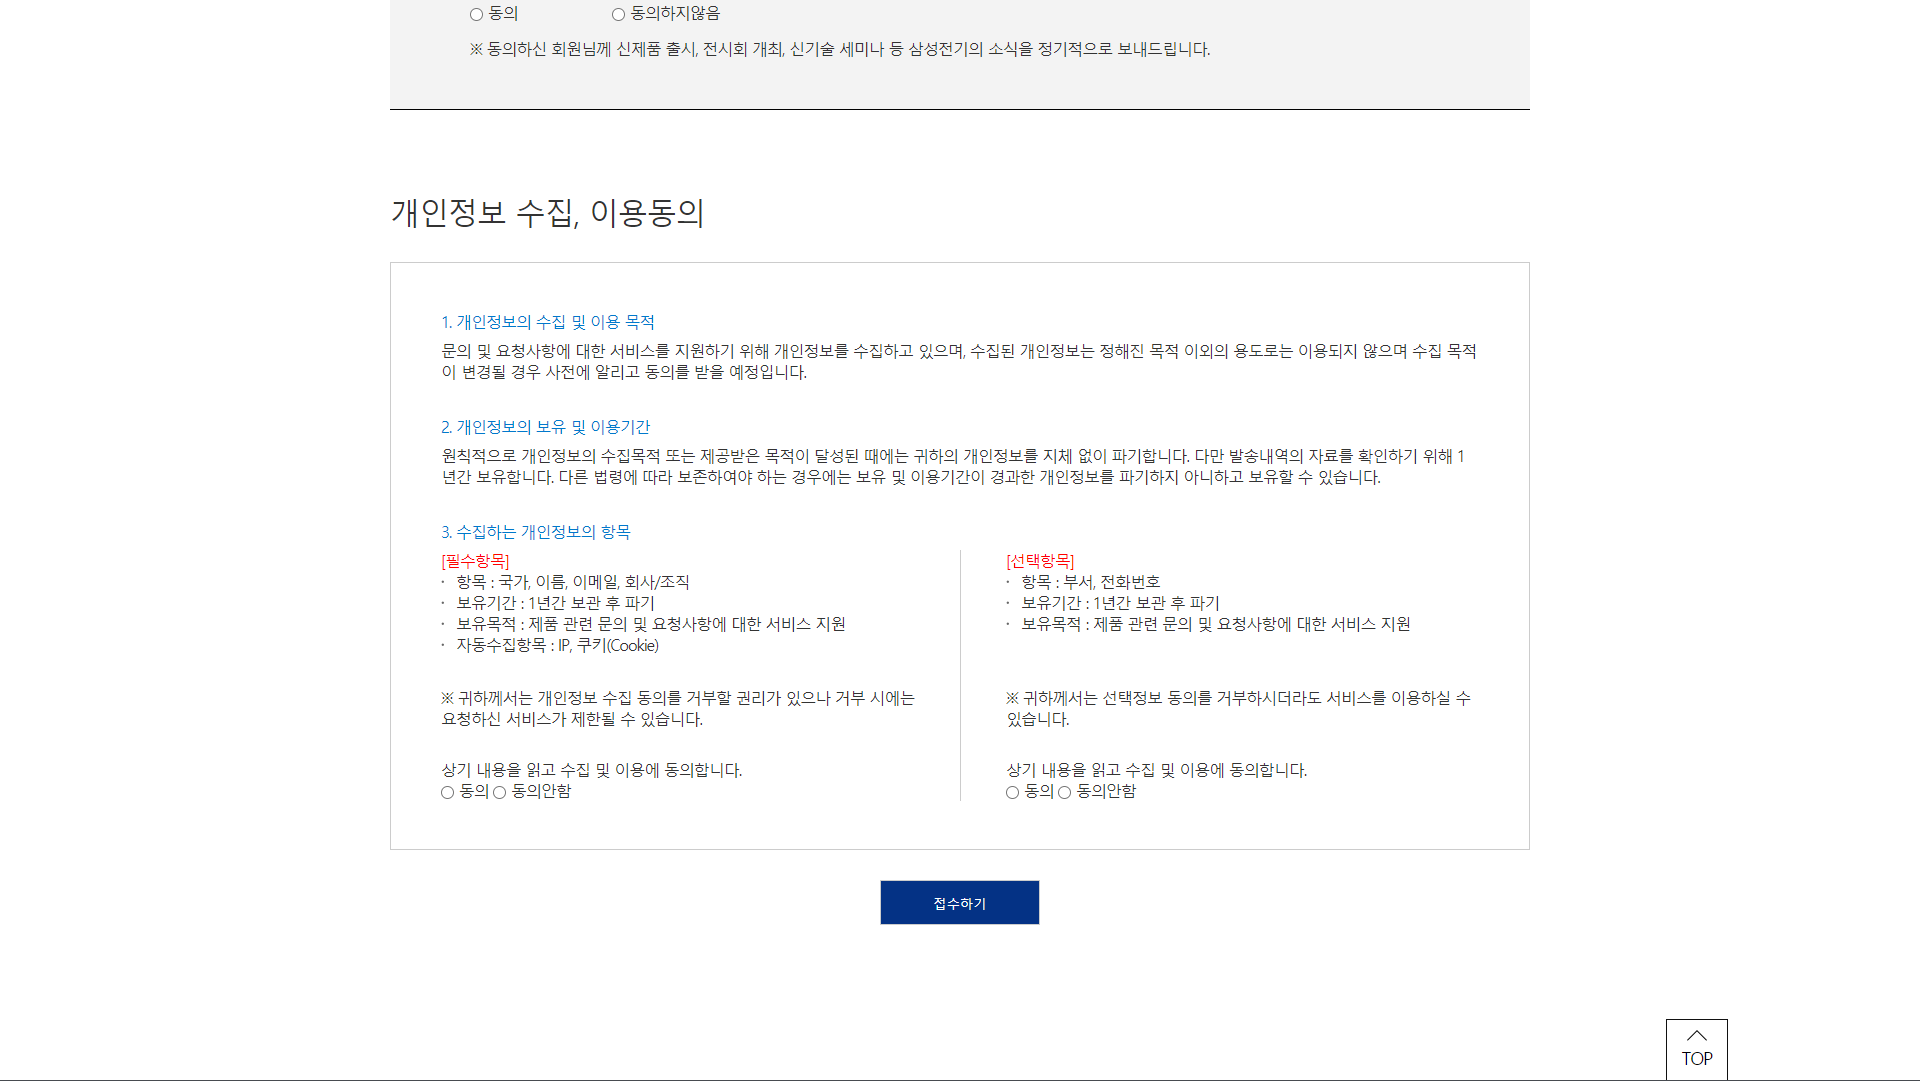 동의 동의하지않음
※ 동의하신 회원님께 신제품 출시, 전시회 개최, 신기술 세미나 등 삼성전기의 소식을 정기적으로 보내드립니다.
개인정보 수집, 이용동의
1. 개인정보의 수집 및 이용 목적
문의 및 요청사항에 대한 서비스를 지원하기 위해 개인정보를 수집하고 있으며, 수집된 개인정보는 정해진 목적 이외의 용도로는 이용되지 않으며 수집 목적
이 변경될 경우 사전에 알리고 동의를 받을 예정입니다.
2. 개인정보의 보유 및 이용기간
원칙적으로 개인정보의 수집목적 또는 제공받은 목적이 달성된 때에는 귀하의 개인정보를 지체 없이 파기합니다. 다만 발송내역의 자료를 확인하기 위해 1
년간 보유합니다. 다른 법령에 따라 보존하여야 하는 경우에는 보유 및 이용기간이 경과한 개인정보를 파기하지 아니하고 보유할 수 있습니다.
3. 수집하는 개인정보의 항목
[필수항목]
· 항목 : 국가, 이름, 이메일, 회사/조직
· 보유기간 : 1년간 보관 후 파기
· 보유목적 : 제품 관련 문의 및 요청사항에 대한 서비스 지원
· 자동수집항목 : IP, 쿠키(Cookie)
※ 귀하께서는 개인정보 수집 동의를 거부할 권리가 있으나 거부 시에는
요청하신 서비스가 제한될 수 있습니다.
상기 내용을 읽고 수집 및 이용에 동의합니다.
동의 동의안함
[선택항목]
· 항목 : 부서, 전화번호
· 보유기간 : 1년간 보관 후 파기
· 보유목적 : 제품 관련 문의 및 요청사항에 대한 서비스 지원
※ 귀하께서는 선택정보 동의를 거부하시더라도 서비스를 이용하실 수
있습니다.
상기 내용을 읽고 수집 및 이용에 동의합니다.
동의 동의안함
접수하기
TOP